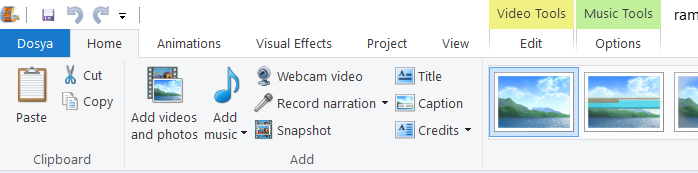 Video Tools Music Tools ram
Dosya Home Animations Visual Effects Project View Edit Options
Paste
Cut
Copy
Clipboard
Add videos
and photos
Add
music
Webcam video
Record narration
Snapshot
Title
Caption
Credits
Add